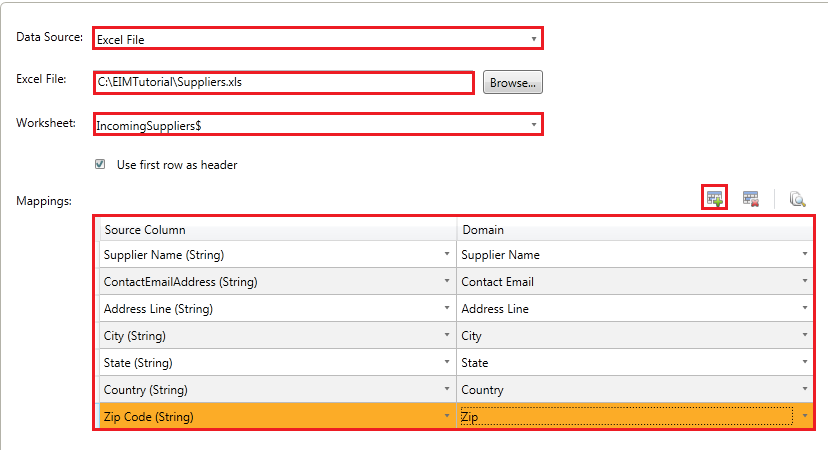 Data Source: Excel File
Excel File: C:\EIMTutorial\Suppliers.xls Browse...
Worksheet: IncomingSuppliers$
Use first row as header
Mappings:
Source Column Domain
Supplier Name (String) Supplier Name
ContactEmailAddress (String) Contact Email
Address Line (String) Address Line
City (String) City
State (String) State
Country (String) Country
Zip Code (String) Zip